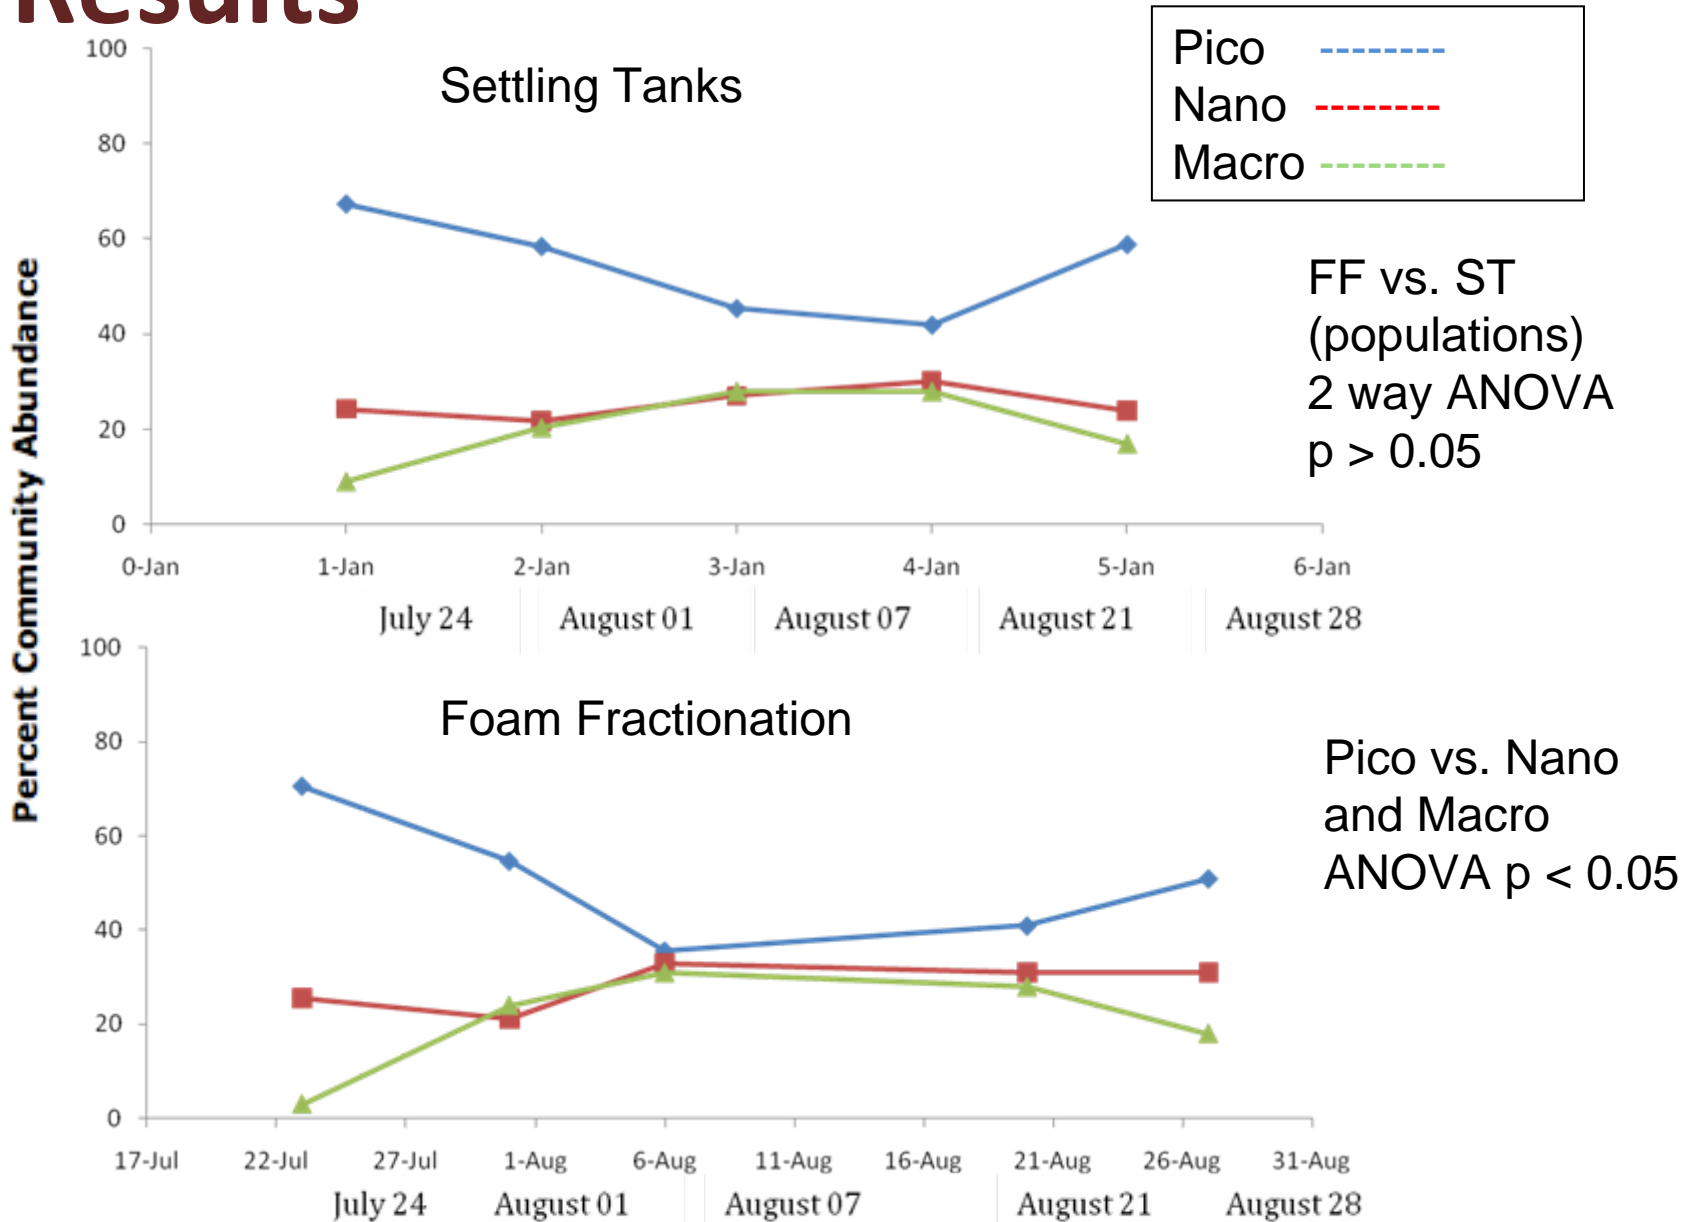 Results
Settling Tanks
Pico --------
Nano --------
Macro --------
Percent Community Abundance
100
80
60
40
20
0
0-Jan 1-Jan 2-Jan 3-Jan 4-Jan 5-Jan 6-Jan
July 24 August 01 August 07 August 21 August 28
FF vs. ST
(populations)
2 way ANOVA
p > 0.05
Foam Fractionation
100
80
60
40
20
0
17-Jul 22-Jul 27-Jul 1-Aug 6-Aug 11-Aug 16-Aug 21-Aug 26-Aug 31-Aug
July 24 August 01 August 07 August 21 August 28
Pico vs. Nano
and Macro
ANOVA p < 0.05